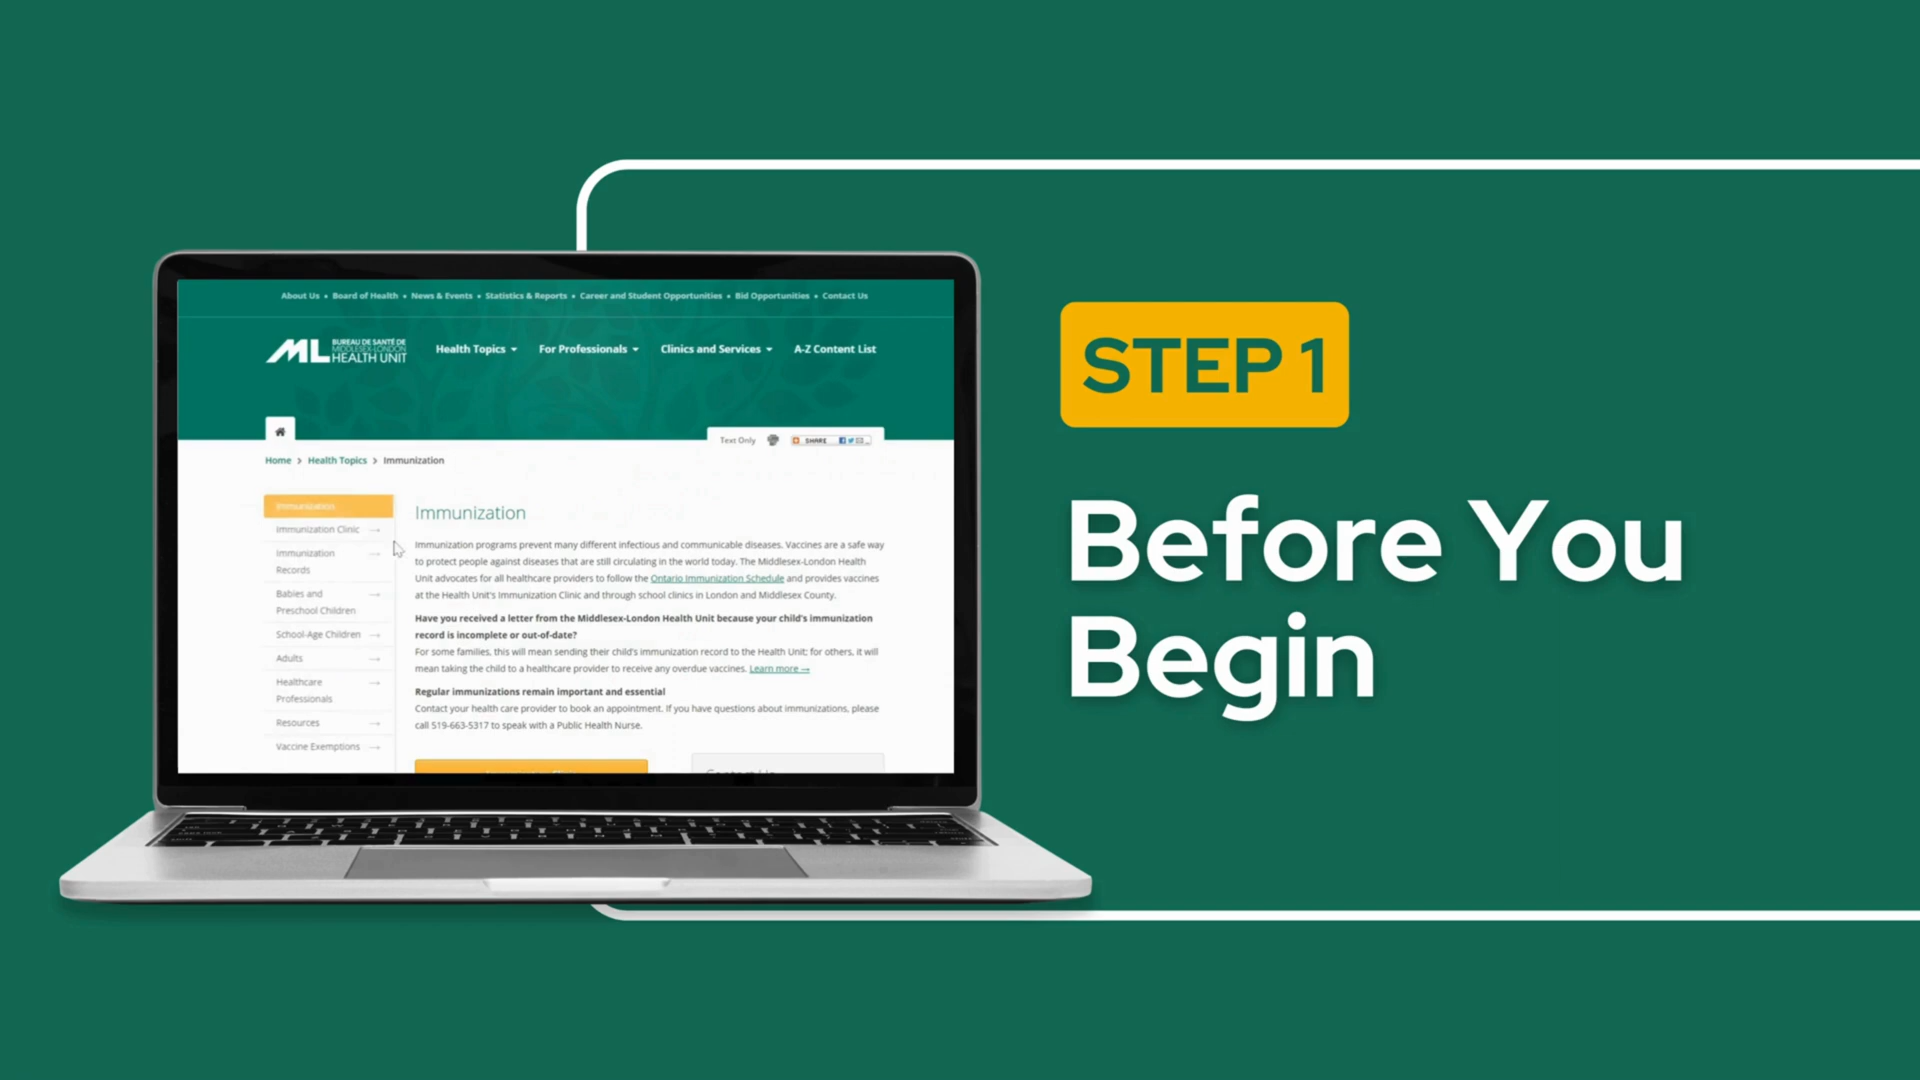 About Us • Board of Health • News & Events • Statistics & Reports • Career and Student Opportunities • Bid Opportunities • Contact Us
ML BUREAU DE SANTÉ DE
MIDDLESEX-LONDON
HEALTH UNIT
Health Topics
For Professionals
Clinics and Services
A-Z Content List
Text Only
SHARE
Home > Health Topics > Immunization
Immunization
Immunization Clinic →
Immunization →
Records
Babies and →
Preschool Children
School-Age Children →
Adults →
Healthcare →
Professionals
Resources →
Vaccine Exemptions →
Immunization
Immunization programs prevent many different infectious and communicable diseases. Vaccines are a safe way
to protect people against diseases that are still circulating in the world today. The Middlesex-London Health
Unit advocates for all healthcare providers to follow the Ontario Immunization Schedule and provides vaccines
at the Health Unit's Immunization Clinic and through school clinics in London and Middlesex County.
Have you received a letter from the Middlesex-London Health Unit because your child's immunization
record is incomplete or out-of-date?
For some families, this will mean sending their child's immunization record to the Health Unit; for others, it will
mean taking the child to a healthcare provider to receive any overdue vaccines. Learn more →
Regular immunizations remain important and essential
Contact your health care provider to book an appointment. If you have questions about immunizations, please
call 519-663-5317 to speak with a Public Health Nurse.
STEP 1
Before You
Begin